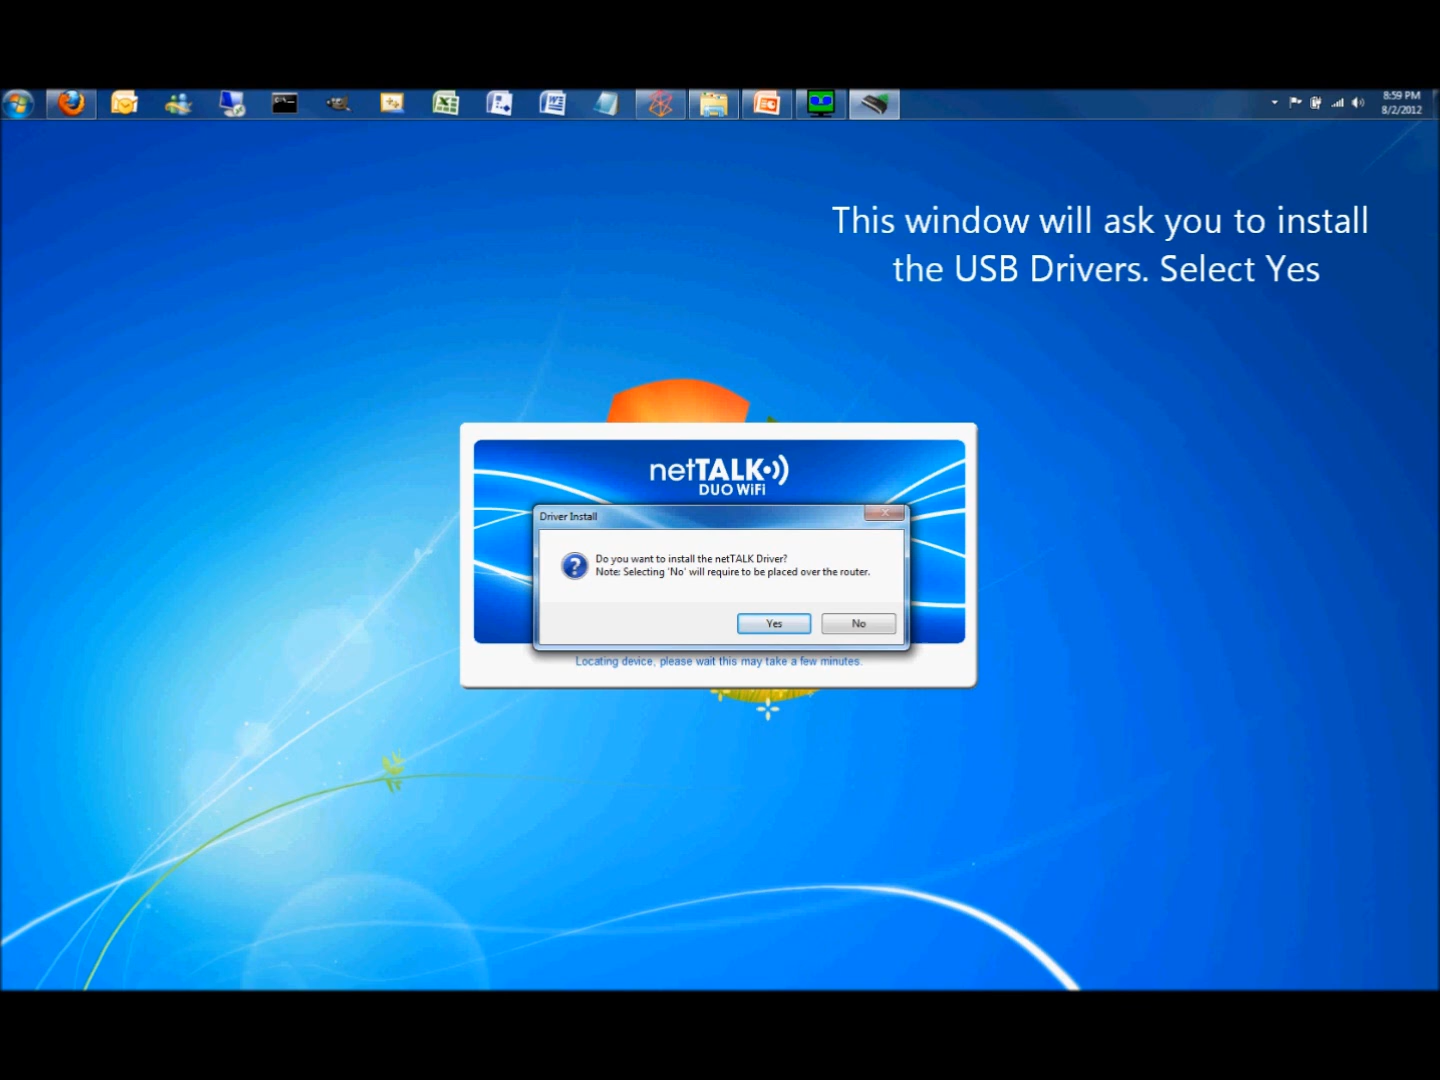 8:59 PM
8/2/2012
This window will ask you to install
the USB Drivers. Select Yes
netTALK
DUO WiFi
Driver Install
Do you want to install the netTALK Driver?
Note: Selecting 'No' will require to be placed over the router.
Yes
No
Locating device, please wait this may take a few minutes.